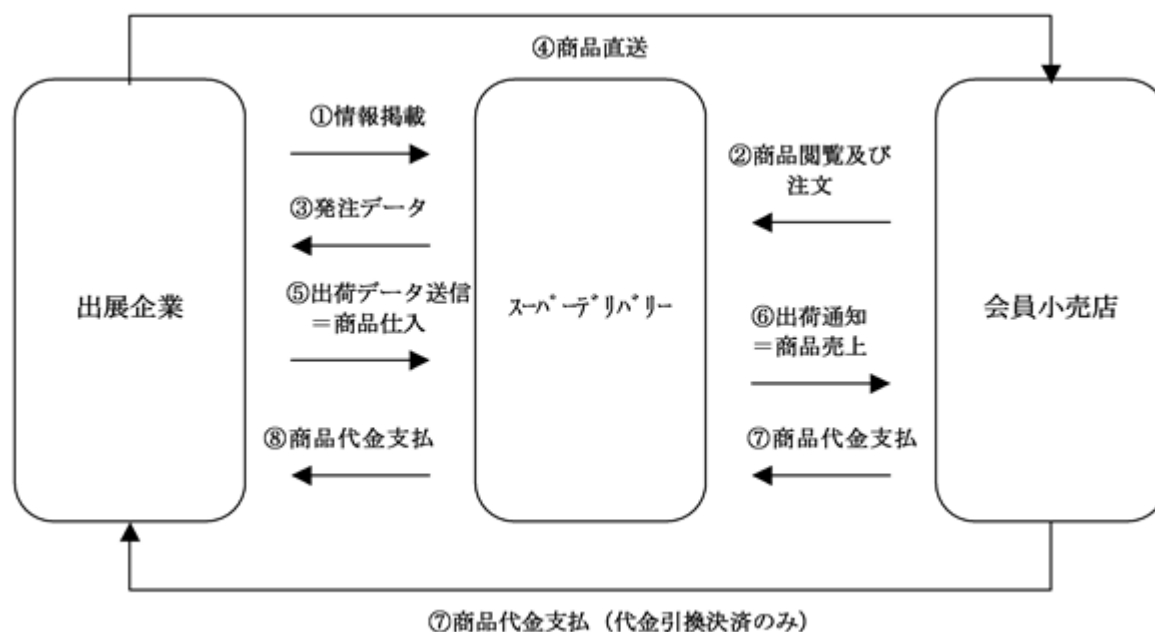 ④商品直送
①情報掲載
②商品閲覧及び
注文
③発注データ
出展企業
⑤出荷データ送信
＝商品仕入
ｽｰﾊﾟｰﾃﾞﾘﾊﾞﾘｰ
⑥出荷通知
＝商品売上
会員小売店
⑧商品代金支払
⑦商品代金支払
⑦商品代金支払（代金引換決済のみ）